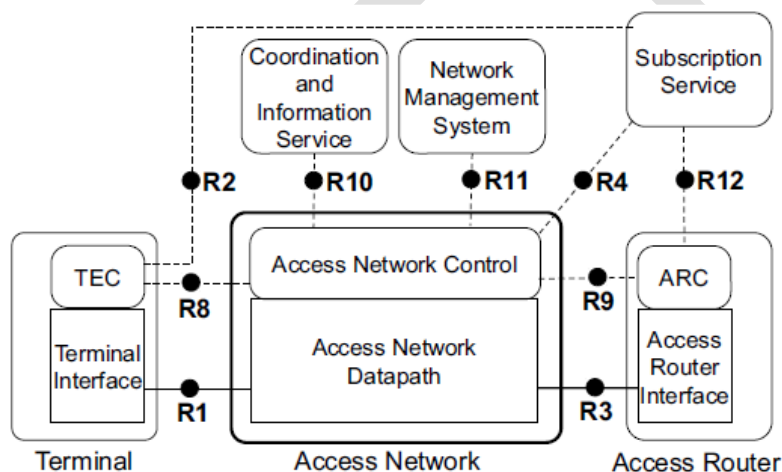 Coordination
and
Information
Service
Network
Management
System
Subscription
Service
R2
R10
R11
R4
R12
TEC
Access Network Control
ARC
R8
R9
Terminal
Interface
Access Network
Datapath
Access
Router
Interface
R1
R3
Terminal
Access Network
Access Router